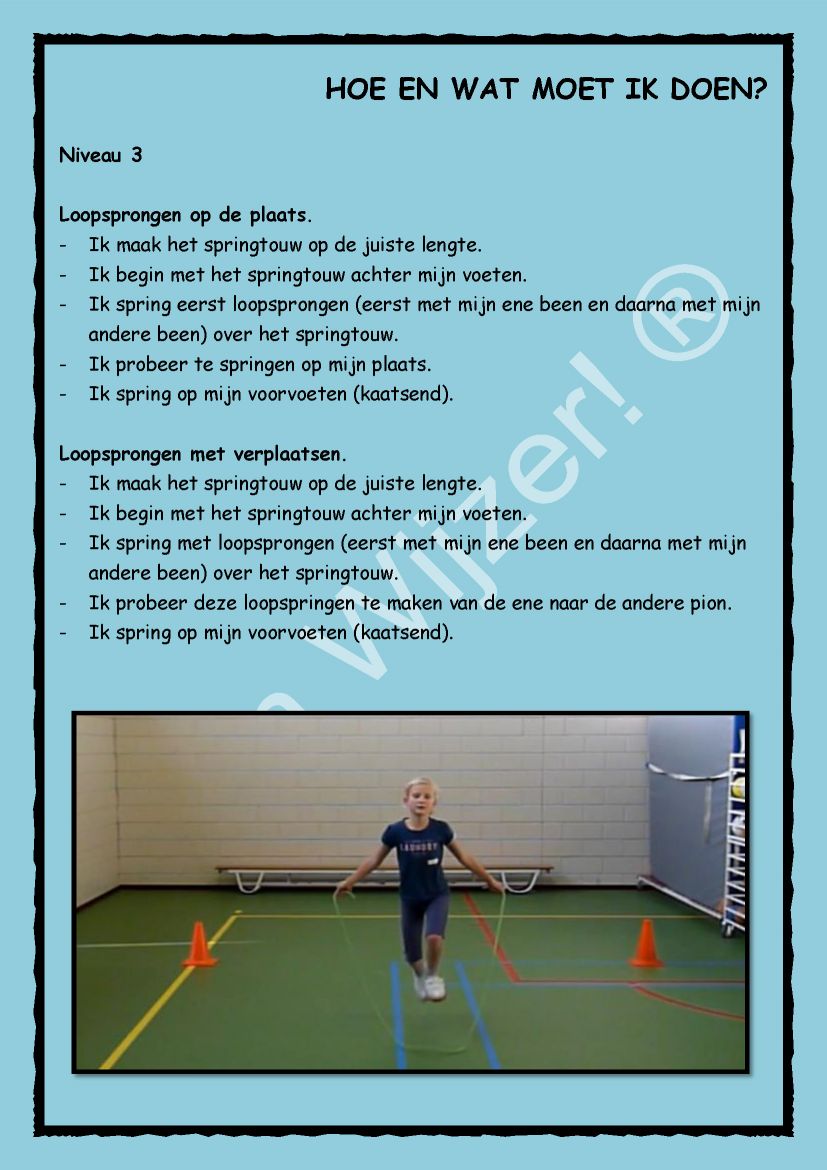 HOE EN WAT MOET IK DOEN?
Niveau 3
Loopsprongen op de plaats.
- Ik maak het springtouw op de juiste lengte.
- Ik begin met het springtouw achter mijn voeten.
- Ik spring eerst loopsprongen (eerst met mijn ene been en daarna met mijn
andere been) over het springtouw.
- Ik probeer te springen op mijn plaats.
- Ik spring op mijn voorvoeten (kaatsend).
Loopsprongen met verplaatsen.
- Ik maak het springtouw op de juiste lengte.
- Ik begin met het springtouw achter mijn voeten.
- Ik spring met loopsprongen (eerst met mijn ene been en daarna met mijn
andere been) over het springtouw.
- Ik probeer deze loopspringen te maken van de ene naar de andere pion.
- Ik spring op mijn voorvoeten (kaatsend).
Wijzer! ®